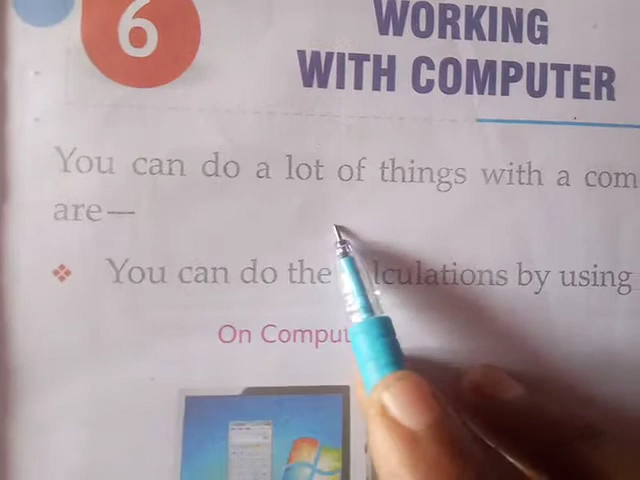 6
WORKING
WITH COMPUTER
You can do a lot of things with a com
are—
You can do the lculations by using
On Comput